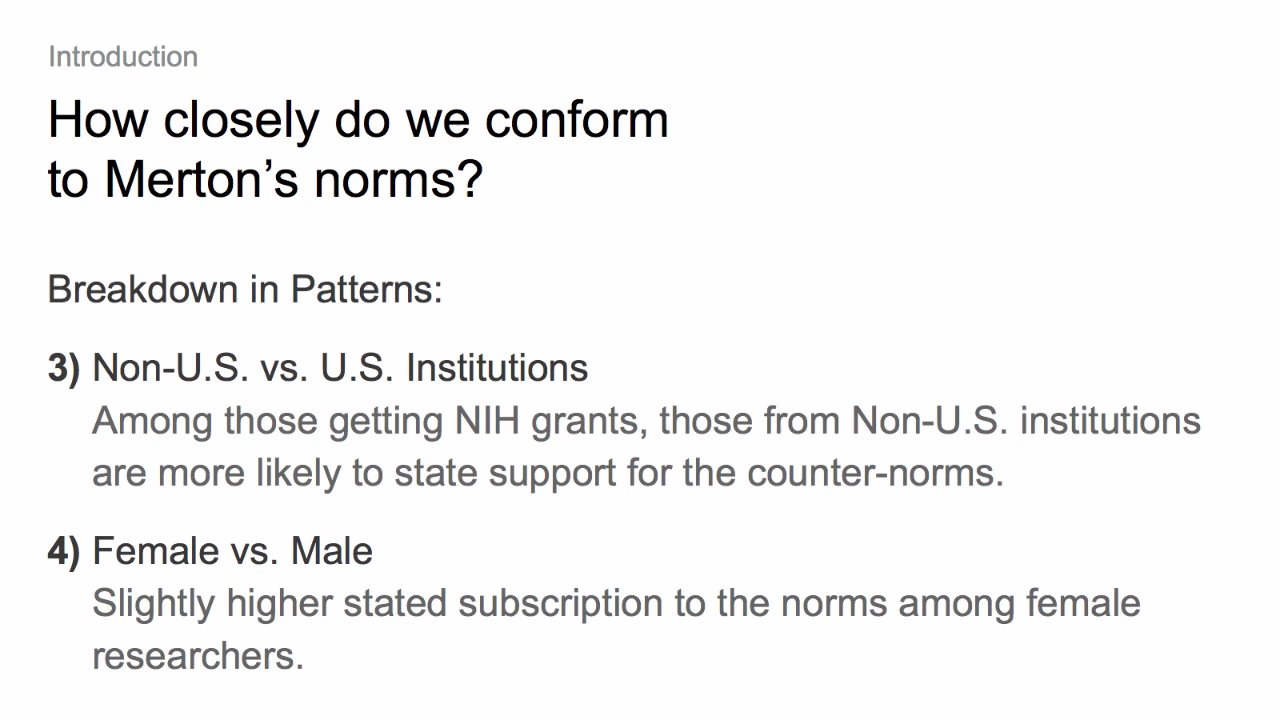 Introduction
How closely do we conform
to Merton’s norms?
Breakdown in Patterns:
3) Non-U.S. vs. U.S. Institutions
Among those getting NIH grants, those from Non-U.S. institutions
are more likely to state support for the counter-norms.
4) Female vs. Male
Slightly higher stated subscription to the norms among female
researchers.